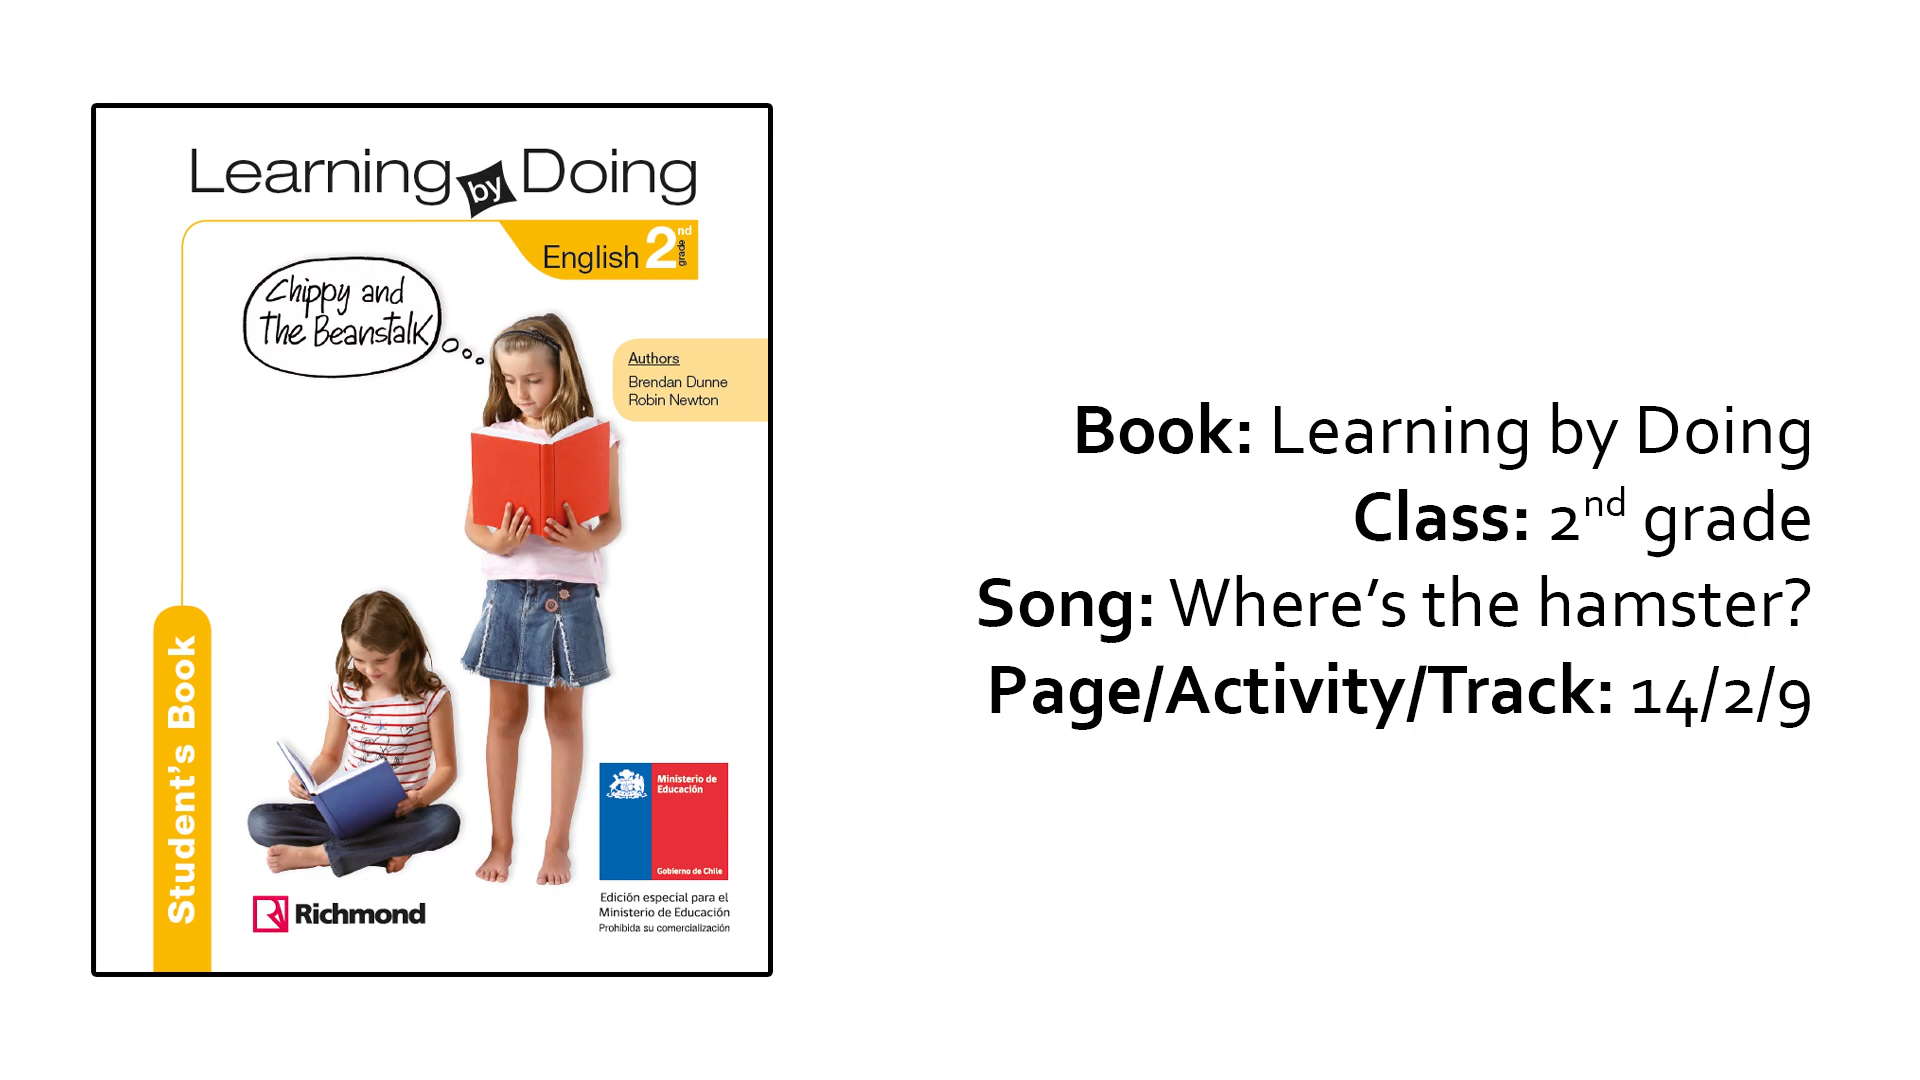 Learning by Doing
English 2nd grade
Chippy and
The Beanstalk
Authors
Brendan Dunne
Robin Newton
Student's Book
Ministerio de
Educación
Gobierno de Chile
Richmond
Edición especial para el
Ministerio de Educación
Prohibida su comercialización
Book: Learning by Doing
Class: 2nd grade
Song: Where's the hamster?
Page/Activity/Track: 14/2/9